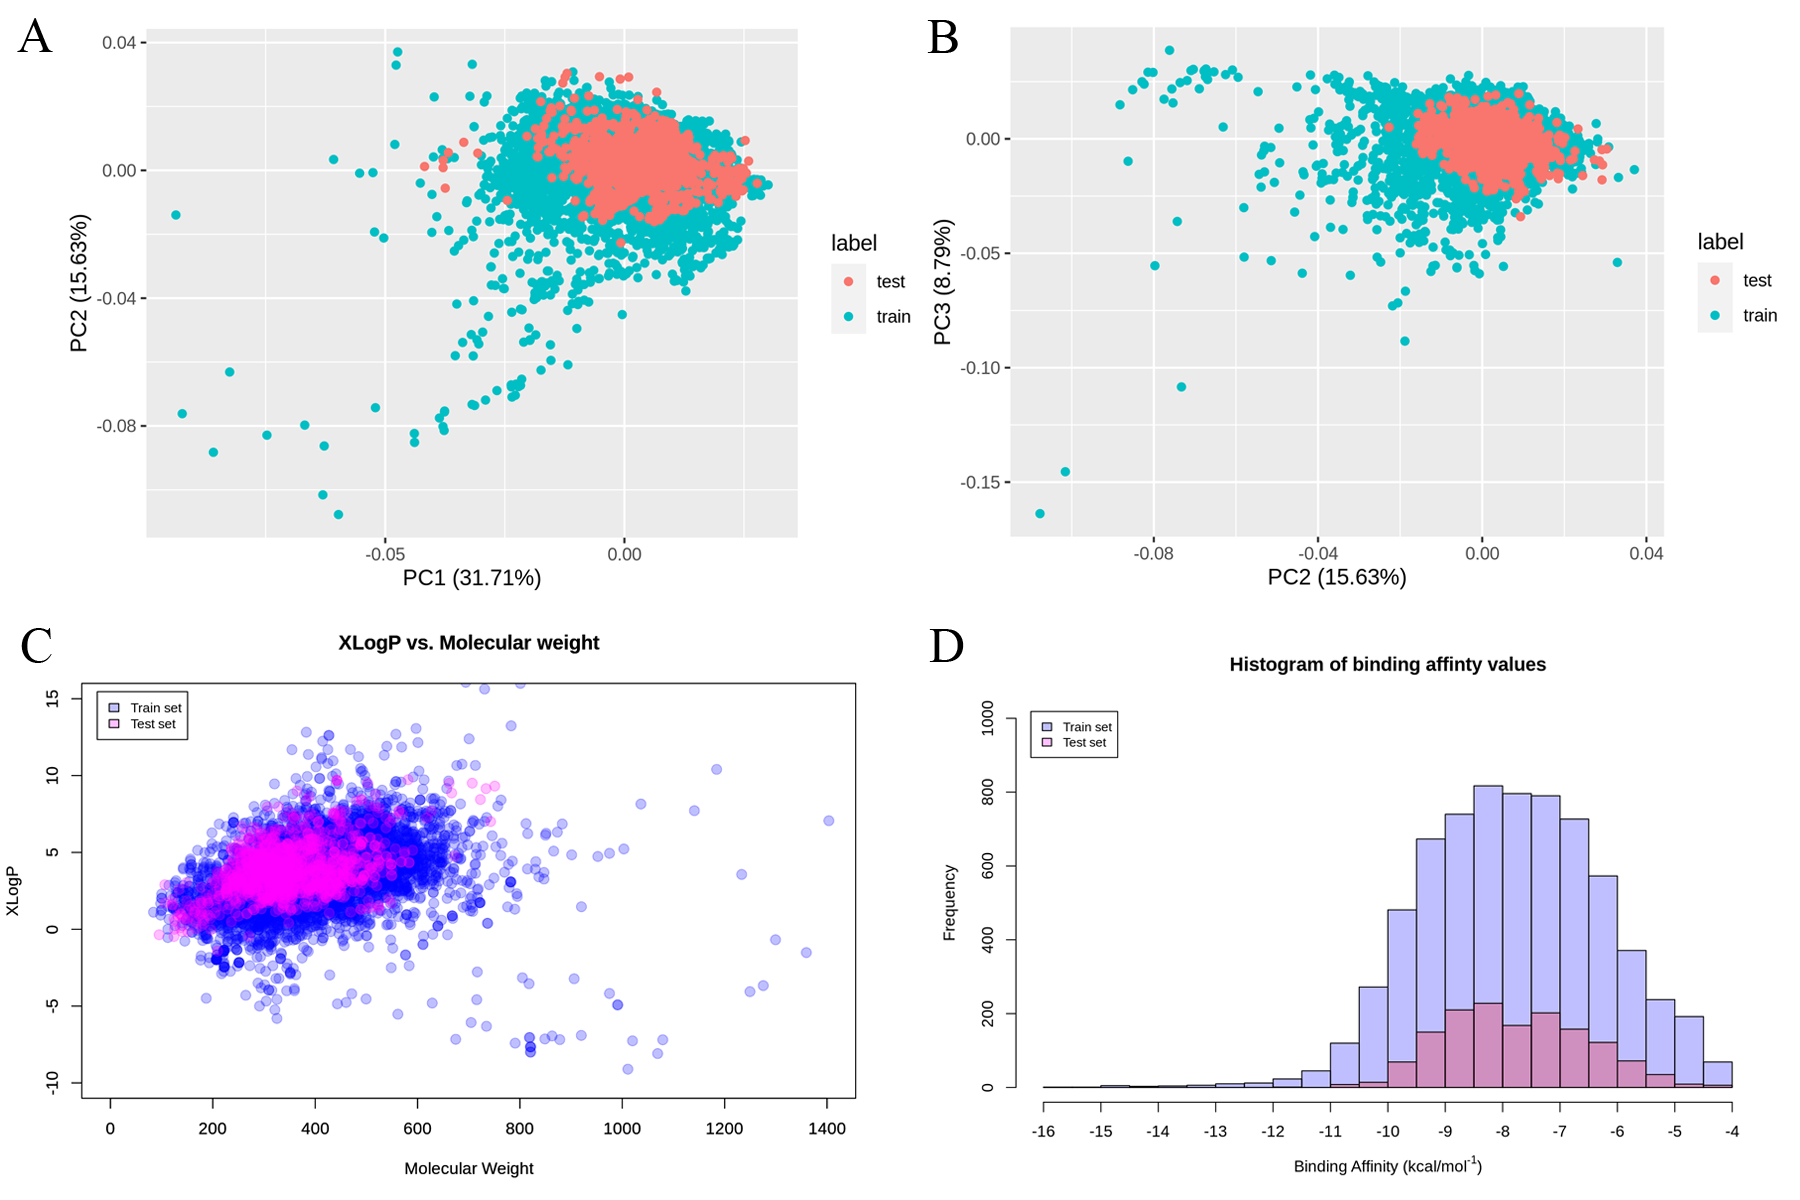 A
0.04
0.00
-0.04
-0.08
PC2 (15.63%)
-0.05
0.00
PC1 (31.71%)
label
test
train
B
0.00
-0.05
-0.10
-0.15
PC3 (8.79%)
-0.08
-0.04
0.00
0.04
PC2 (15.63%)
label
test
train
C
XLogP vs. Molecular weight
Train set
Test set
15
10
5
0
-5
-10
XLogP
0
200
400
600
800
1000
1200
1400
Molecular Weight
D
Histogram of binding affinty values
Train set
Test set
1000
800
600
400
200
0
Frequency
-16
-15
-14
-13
-12
-11
-10
-9
-8
-7
-6
-5
-4
Binding Affinity (kcal/mol-1)